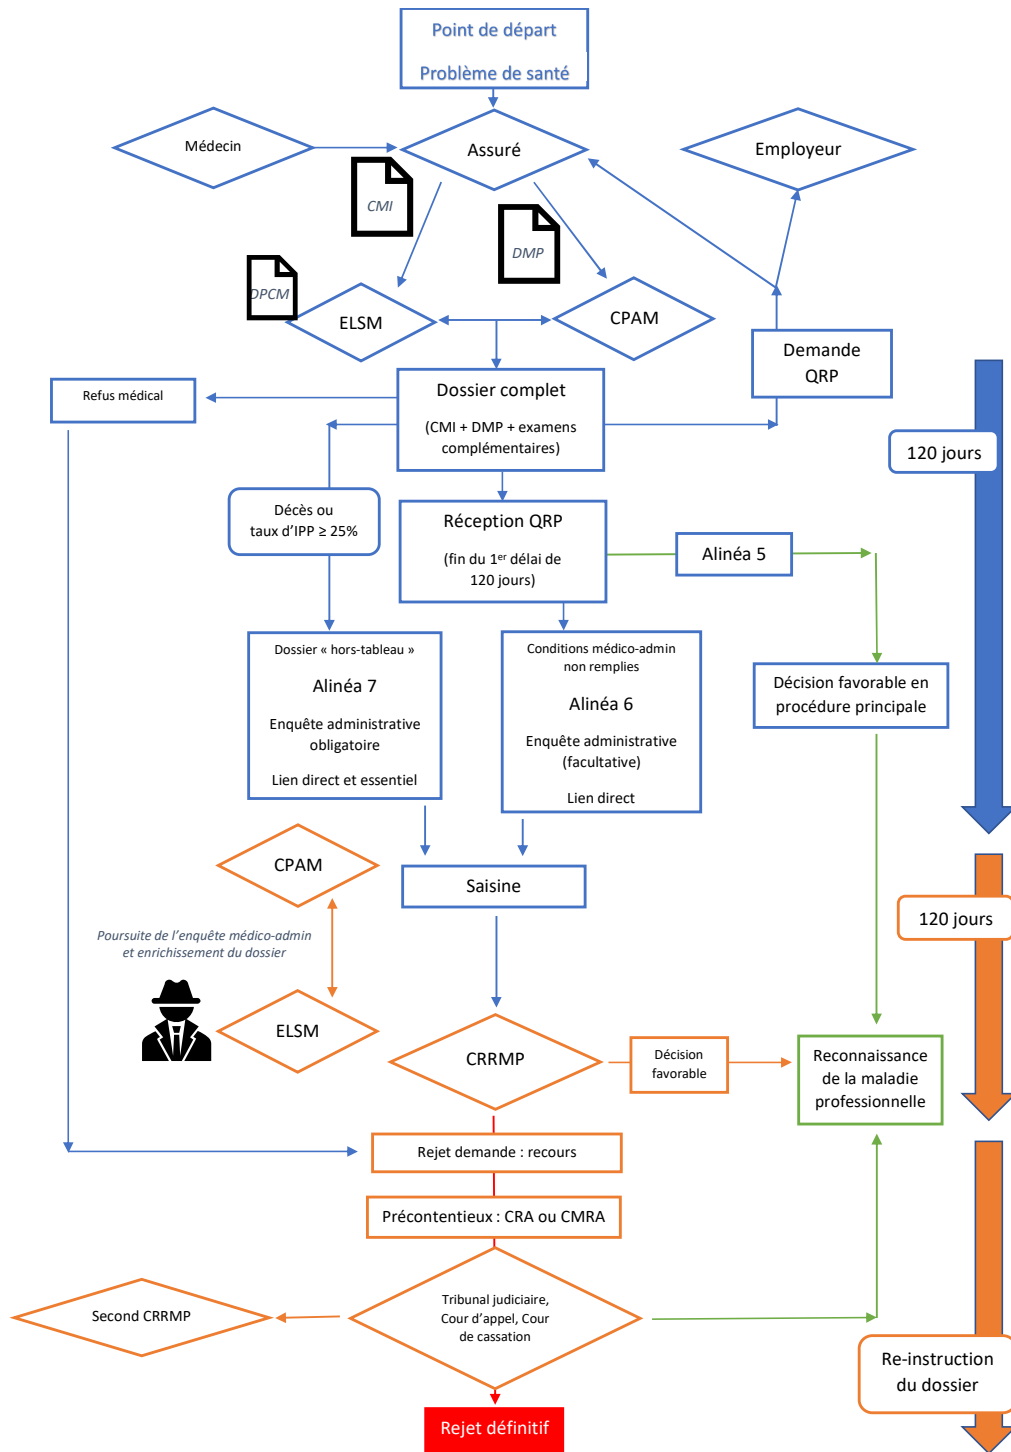 Point de départ
Problème de santé
Médecin
Assuré
Employeur
CMI
DMP
DPCM
ELSM
CPAM
Demande
QRP
Refus médical
Dossier complet
(CMI + DMP + examens
complémentaires)
120 jours
Décès ou
taux d'IPP ≥ 25%
Réception QRP
(fin du 1er délai de
120 jours)
Alinéa 5
Dossier « hors-tableau »
Alinéa 7
Enquête administrative
obligatoire
Lien direct et essentiel
Conditions médico-admin
non remplies
Alinéa 6
Enquête administrative
(facultative)
Lien direct
Décision favorable en
procédure principale
CPAM
Saisine
120 jours
Poursuite de l'enquête médico-admin
et enrichissement du dossier
ELSM
CRRMP
Décision
favorable
Reconnaissance
de la maladie
professionnelle
Rejet demande : recours
Précontentieux : CRA ou CMRA
Second CRRMP
Tribunal judiciaire,
Cour d'appel, Cour
de cassation
Re-instruction
du dossier
Rejet définitif